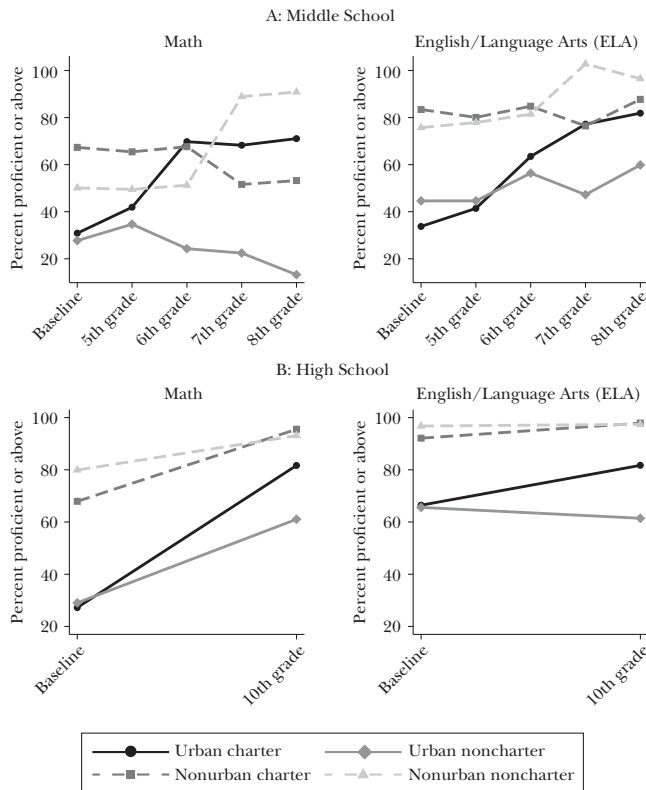 A: Middle School
Math
English/Language Arts (ELA)
Percent proficient or above
100
80
60
40
20
Baseline
5th grade
6th grade
7th grade
8th grade
Percent proficient or above
100
80
60
40
20
Baseline
5th grade
6th grade
7th grade
8th grade
B: High School
Math
English/Language Arts (ELA)
Percent proficient or above
100
80
60
40
20
Baseline
10th grade
Percent proficient or above
100
80
60
40
20
Baseline
10th grade
Urban charter
Urban noncharter
Nonurban charter
Nonurban noncharter